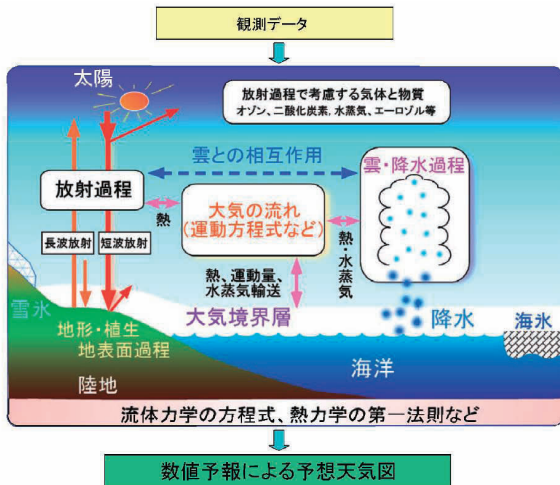 観測データ
太陽
放射過程で考慮する気体と物質
オゾン、二酸化炭素、水蒸気、エーロゾル等
雲との相互作用
雲・降水過程
放射過程
大気の流れ
(運動方程式など)
熱
熱・水蒸気
長波放射
短波放射
熱、運動量、
水蒸気輸送
雪氷
大気境界層
降水
海氷
地形・植生
地表面過程
海洋
陸地
流体力学の方程式、熱力学の第一法則など
数値予報による予想天気図